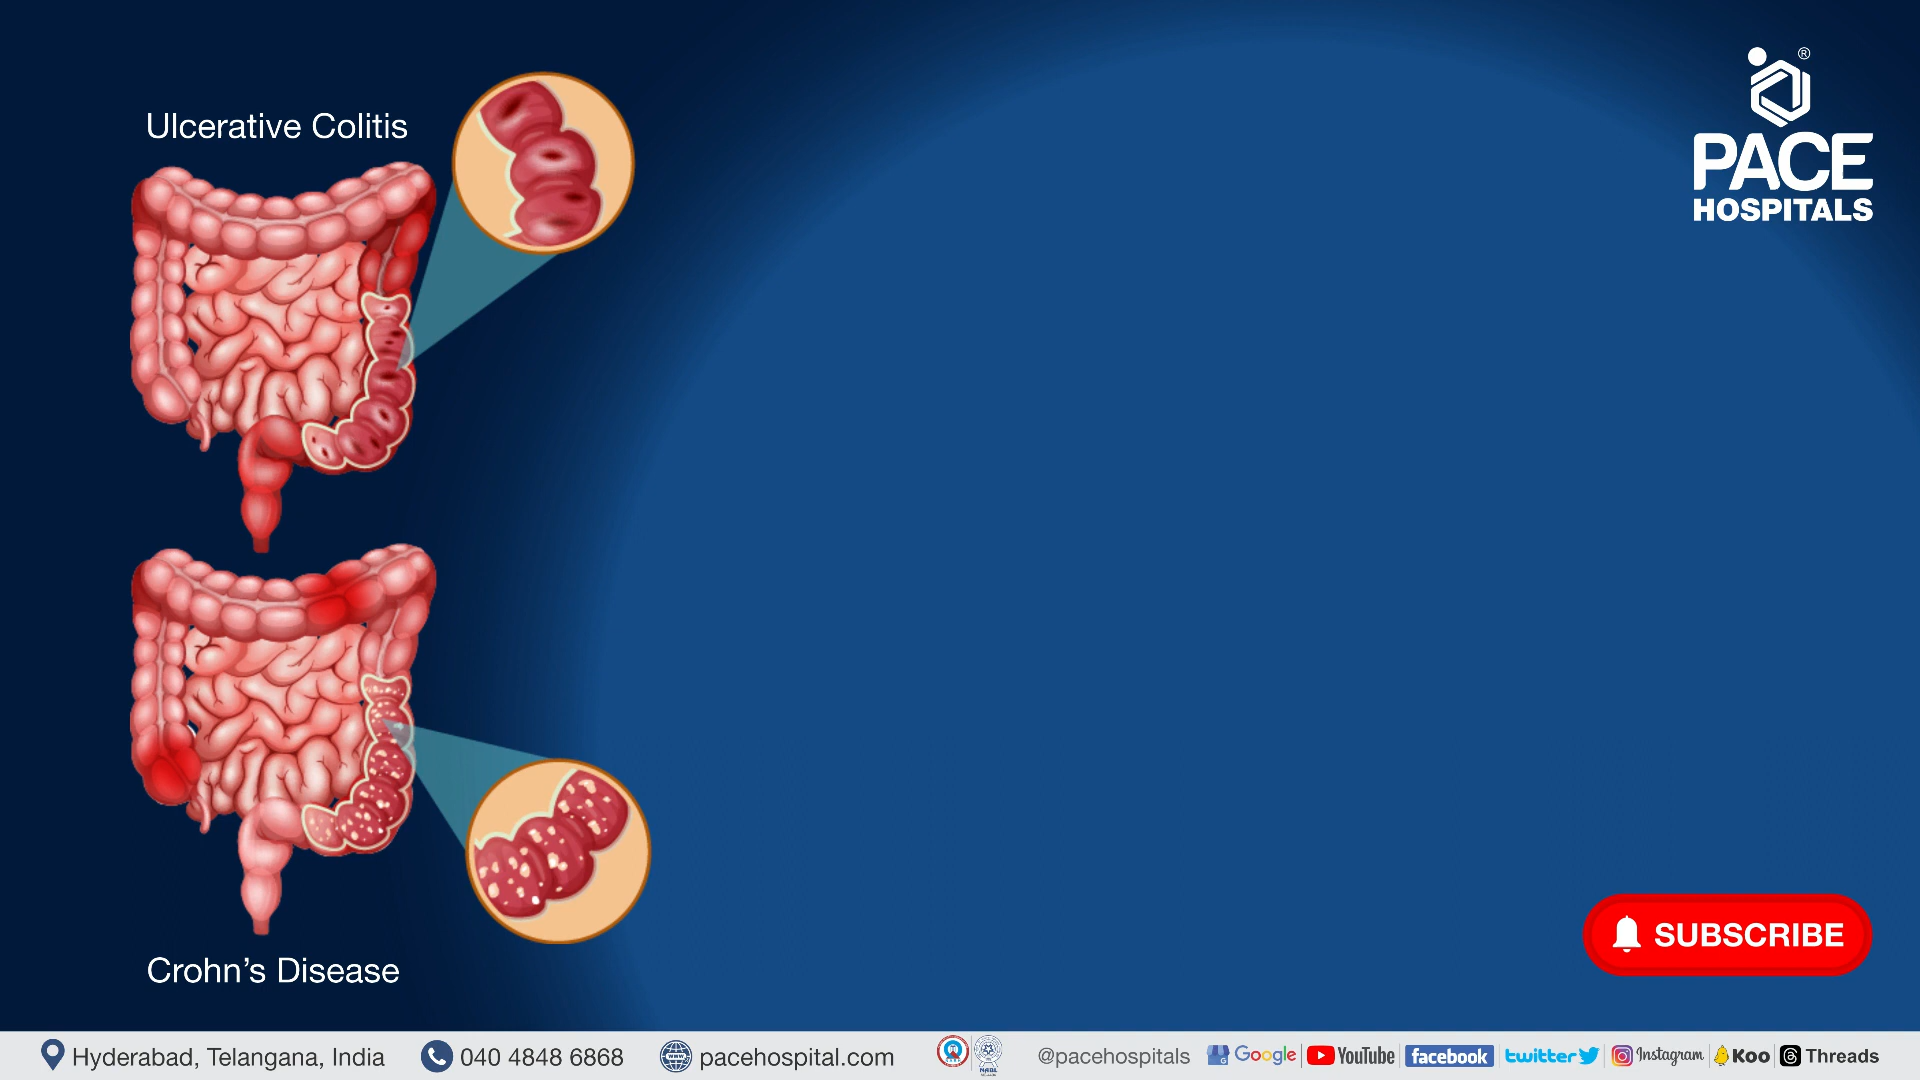 Ulcerative Colitis
®
PACE
HOSPITALS
Crohn’s Disease
SUBSCRIBE
Hyderabad, Telangana, India 040 4848 6868 pacehospital.com NABL @pacehospitals Google YouTube facebook twitter Instagram Koo Threads